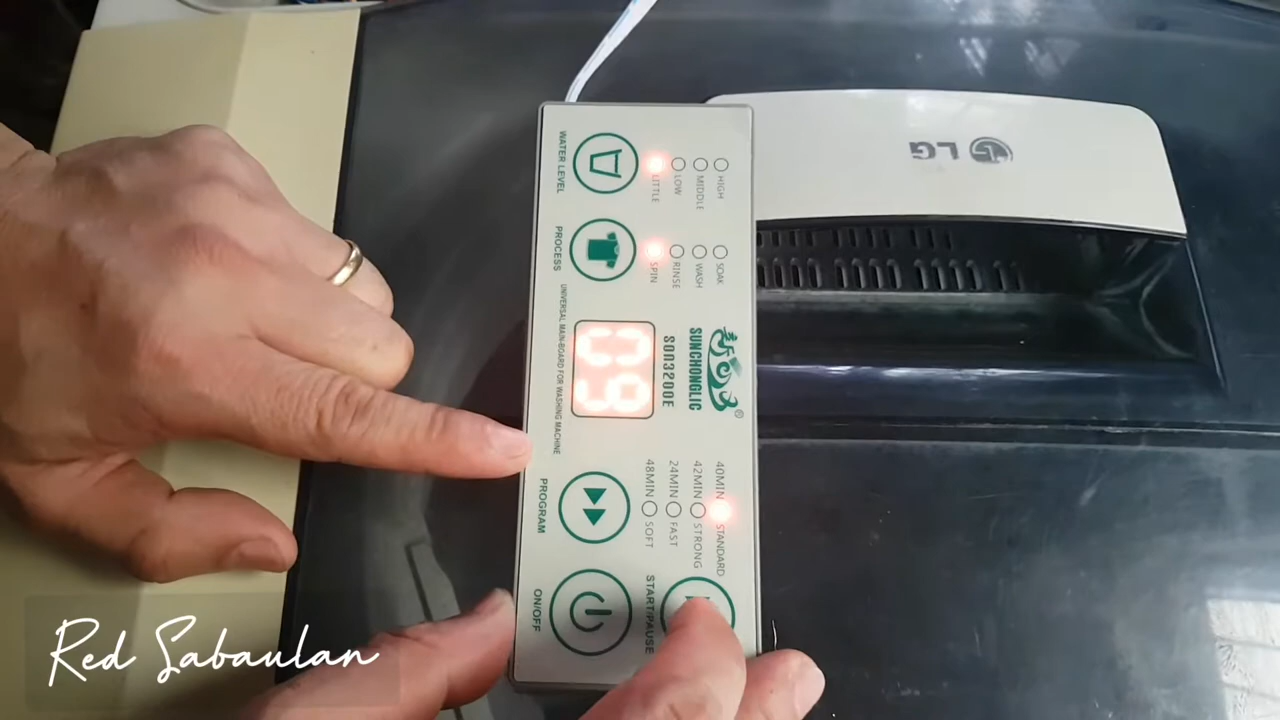 LG
HIGH
MIDDLE
LOW
LITTLE
WATER LEVEL
SOAK
WASH
RINSE
SPIN
PROCESS
SUNCHONGLIC
®
UNIVERSAL MAIN-BOARD FOR WASHING MACHINE
40MIN STANDARD
42MIN STRONG
24MIN FAST
48MIN SOFT
PROGRAM
START/PAUSE
ON/OFF
Red Sabaulan